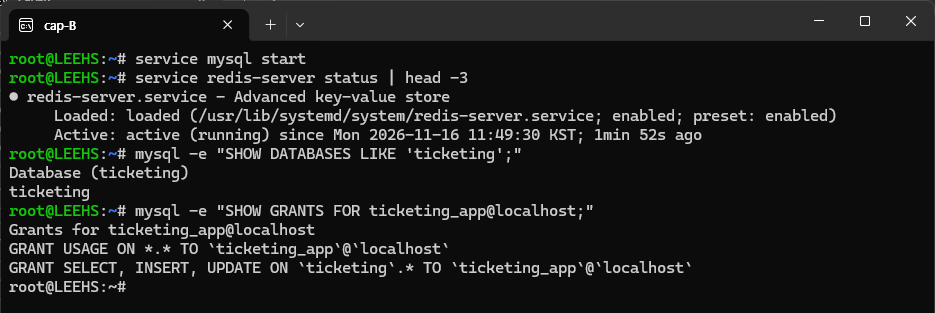 cap-B
root@LEEHS:~# service mysql start
root@LEEHS:~# service redis-server status | head -3
● redis-server.service - Advanced key-value store
     Loaded: loaded (/usr/lib/systemd/system/redis-server.service; enabled; preset: enabled)
     Active: active (running) since Mon 2026-11-16 11:49:30 KST; 1min 52s ago
root@LEEHS:~# mysql -e "SHOW DATABASES LIKE 'ticketing';"
Database (ticketing)
ticketing
root@LEEHS:~# mysql -e "SHOW GRANTS FOR ticketing_app@localhost;"
Grants for ticketing_app@localhost
GRANT USAGE ON *.* TO `ticketing_app`@`localhost`
GRANT SELECT, INSERT, UPDATE ON `ticketing`.* TO `ticketing_app`@`localhost`
root@LEEHS:~#